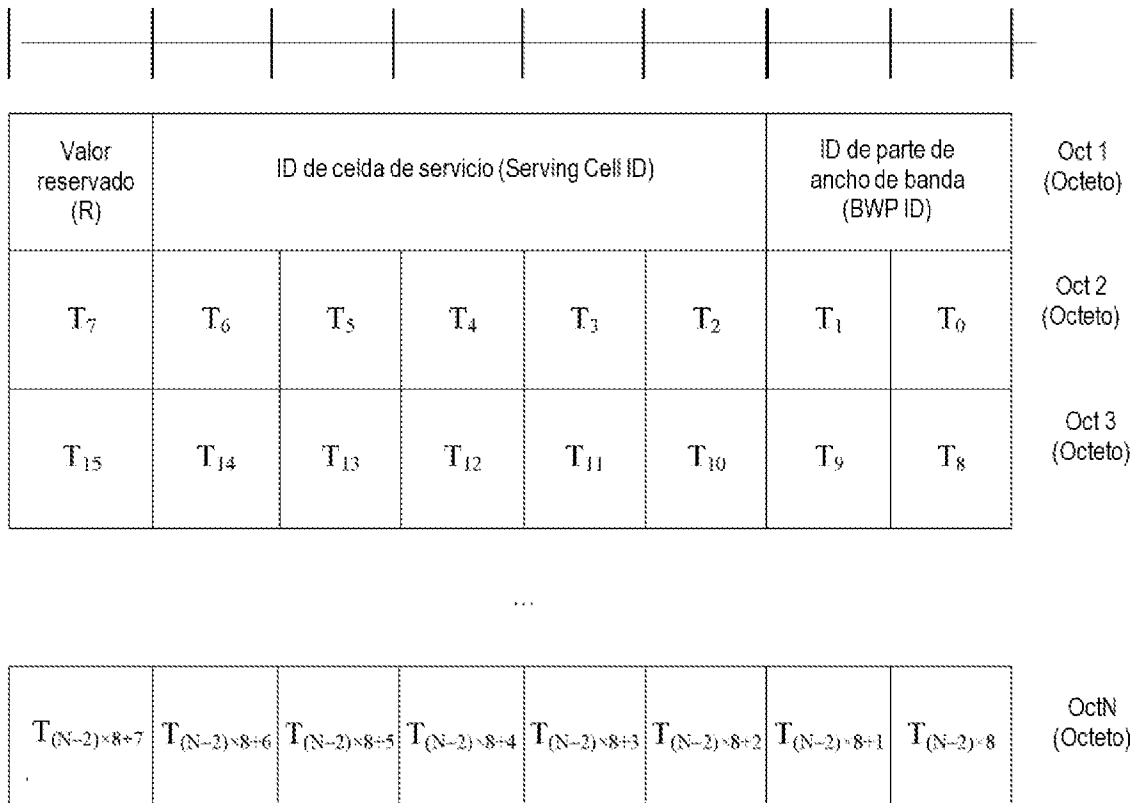 Valor
reservado
(R)
ID de celda de servicio (Serving Cell ID)
ID de parte de
ancho de banda
(BWP ID)
Oct 1
(Octeto)
T7 T6 T5 T4 T3 T2 T1 T0
Oct 2
(Octeto)
T15 T14 T13 T12 T11 T10 T9 T8
Oct 3
(Octeto)
...
T(N–2)×8+7 T(N–2)×8+6 T(N–2)×8+5 T(N–2)×8+4 T(N–2)×8+3 T(N–2)×8+2 T(N–2)×8+1 T(N–2)×8
OctN
(Octeto)